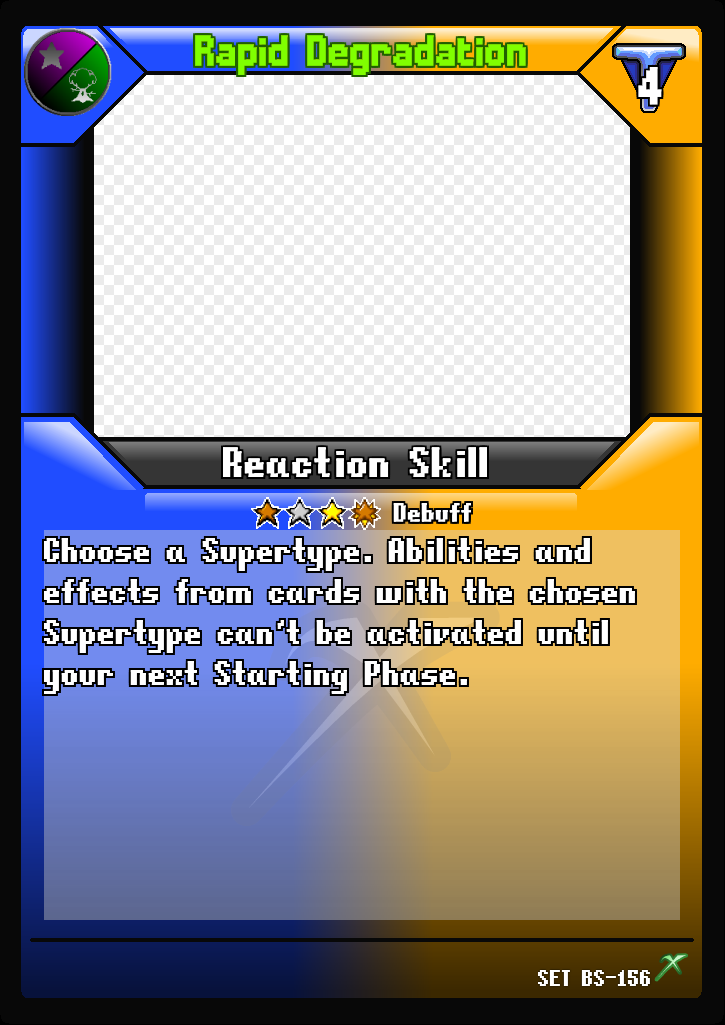 Rapid Degradation
4
Reaction Skill
Debuff
Choose a Supertype. Abilities and
effects from cards with the chosen
Supertype can't be activated until
your next Starting Phase.
SET BS-156